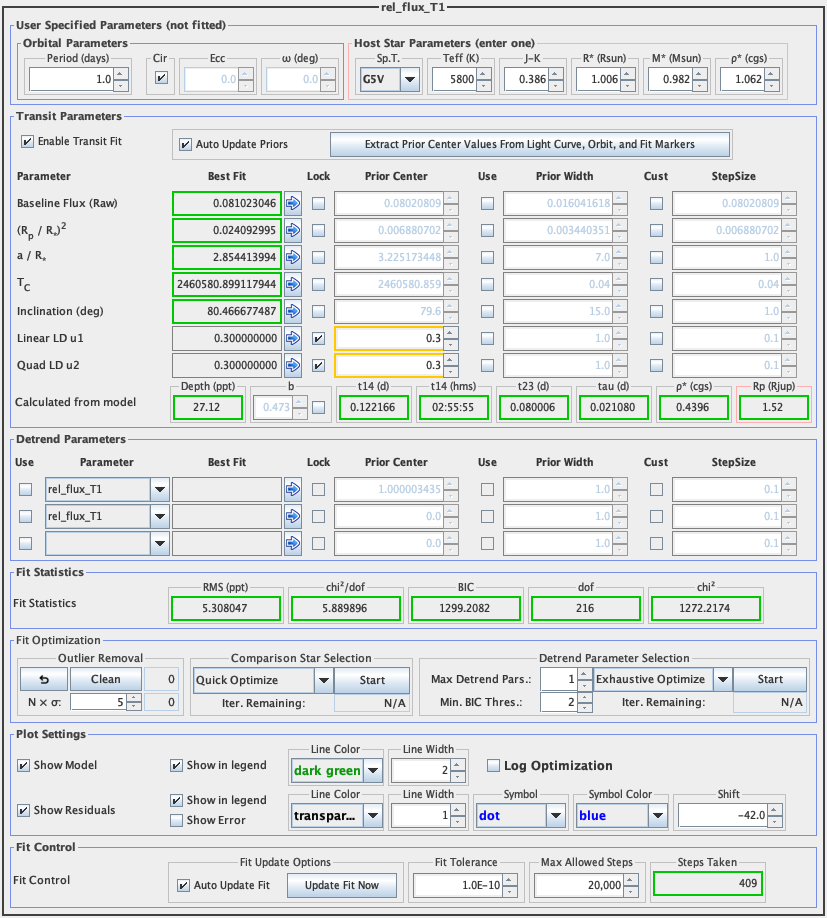 rel_flux_T1
User Specified Parameters (not fitted)
Orbital Parameters
Host Star Parameters (enter one)
Period (days) Cir Ecc ω (deg) Sp.T. Teff (K) J-K R* (Rsun) M* (Msun) ρ* (cgs)
1.0 0.0 0.0 G5V 5800 0.386 1.006 0.982 1.062
Transit Parameters
Enable Transit Fit Auto Update Priors Extract Prior Center Values From Light Curve, Orbit, and Fit Markers
Parameter Best Fit Lock Prior Center Use Prior Width Cust StepSize
Baseline Flux (Raw) 0.081023046 0.08020809 0.016041618 0.08020809
(Rp / R*)2 0.024092995 0.006880702 0.003440351 0.006880702
a / R* 2.854413994 3.225173448 7.0 1.0
TC 2460580.899117944 2460580.859 0.04 0.04
Inclination (deg) 80.466677487 79.6 15.0 1.0
Linear LD u1 0.300000000 0.3 1.0 0.1
Quad LD u2 0.300000000 0.3 1.0 0.1
Depth (ppt) b t14 (d) t14 (hms) t23 (d) tau (d) ρ* (cgs) Rp (Rjup)
Calculated from model 27.12 0.473 0.122166 02:55:55 0.080006 0.021080 0.4396 1.52
Detrend Parameters
Use Parameter Best Fit Lock Prior Center Use Prior Width Cust StepSize
rel_flux_T1 1.000003435 1.0 0.1
rel_flux_T1 0.0 1.0 0.1
0.0 1.0 0.1
Fit Statistics
RMS (ppt) chi²/dof BIC dof chi²
Fit Statistics 5.308047 5.889896 1299.2082 216 1272.2174
Fit Optimization
Outlier Removal Comparison Star Selection Detrend Parameter Selection
Clean 0 Quick Optimize Start Max Detrend Pars.: 1 Exhaustive Optimize Start
N × σ: 5 0 Iter. Remaining: N/A Min. BIC Thres.: 2 Iter. Remaining: N/A
Plot Settings
Line Color Line Width
Show Model Show in legend dark green 2 Log Optimization
Line Color Line Width Symbol Symbol Color Shift
Show Residuals Show in legend transpar... 1 dot blue -42.0
Show Error
Fit Control
Fit Update Options Fit Tolerance Max Allowed Steps Steps Taken
Fit Control Auto Update Fit Update Fit Now 1.0E-10 20,000 409